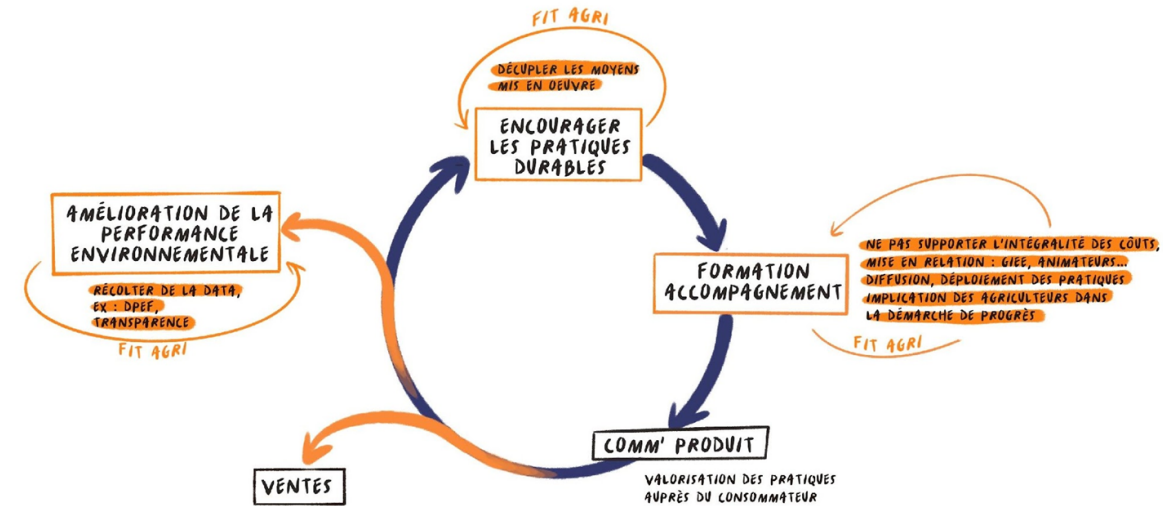 FIT AGRI
DÉCUPLER LES MOYENS
MIS EN OEUVRE
ENCOURAGER
LES PRATIQUES
DURABLES
AMÉLIORATION DE LA
PERFORMANCE
ENVIRONNEMENTALE
RÉCOLTER DE LA DATA,
EX : DPEF,
TRANSPARENCE
FIT AGRI
FORMATION
ACCOMPAGNEMENT
NE PAS SUPPORTER L'INTÉGRALITÉ DES CÔUTS,
MISE EN RELATION : GIEE, ANIMATEURS...
DIFFUSION, DÉPLOIEMENT DES PRATIQUES
IMPLICATION DES AGRICULTEURS DANS
LA DÉMARCHE DE PROGRÈS
FIT AGRI
COMM' PRODUIT
VALORISATION DES PRATIQUES
AUPRÈS DU CONSOMMATEUR
VENTES